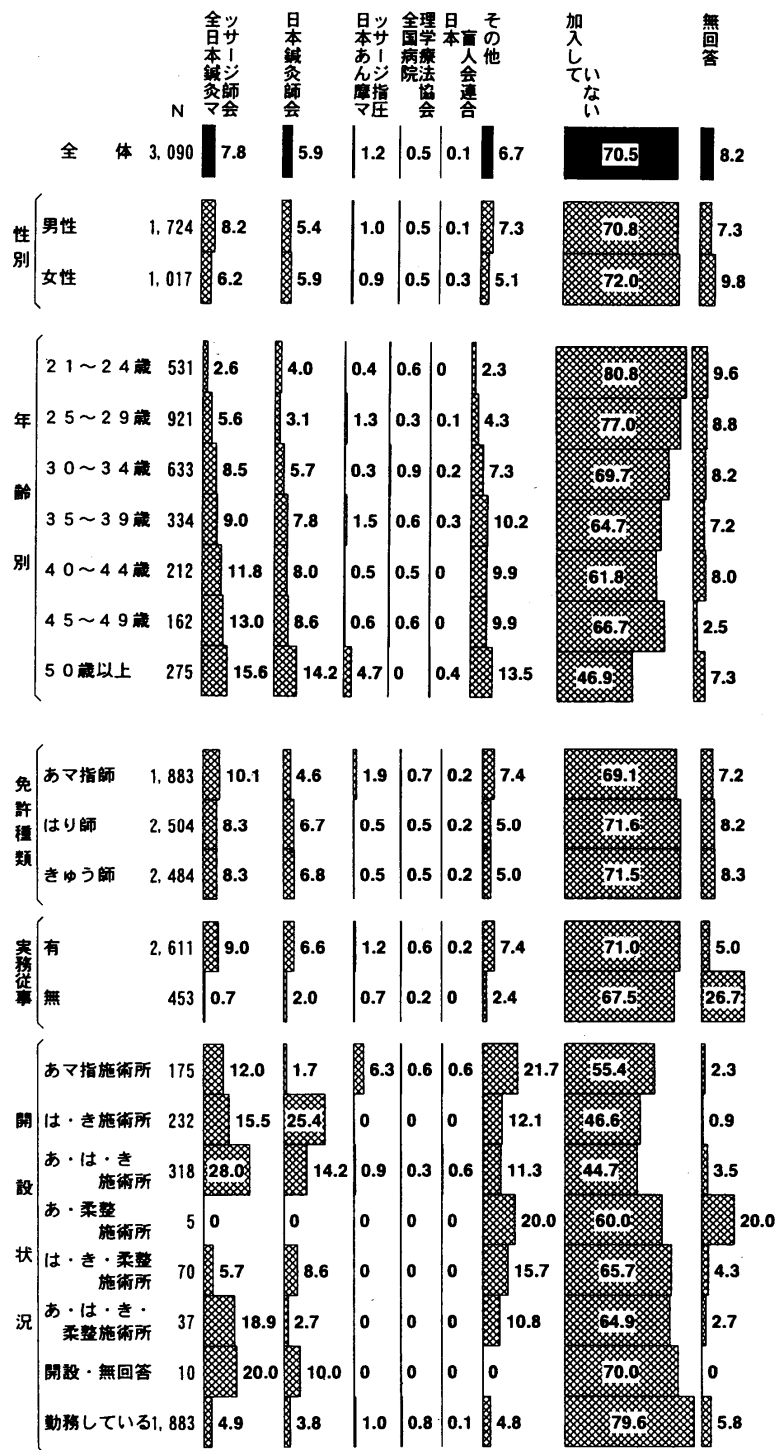 N
全日本鍼灸マ
ッサージ師会
日本鍼灸師会
日本あん摩マ
ッサージ指圧
全国病院
理学療法協会
日本
盲人会連合
その他
加入して
いない
無回答
全 体 3,090 7.8 5.9 1.2 0.5 0.1 6.7 70.5 8.2
性別
男性 1,724 8.2 5.4 1.0 0.5 0.1 7.3 70.8 7.3
女性 1,017 6.2 5.9 0.9 0.5 0.3 5.1 72.0 9.8
年齢別
21〜24歳 531 2.6 4.0 0.4 0.6 0 2.3 80.8 9.6
25〜29歳 921 5.6 3.1 1.3 0.3 0.1 4.3 77.0 8.8
30〜34歳 633 8.5 5.7 0.3 0.9 0.2 7.3 69.7 8.2
35〜39歳 334 9.0 7.8 1.5 0.6 0.3 10.2 64.7 7.2
40〜44歳 212 11.8 8.0 0.5 0.5 0 9.9 61.8 8.0
45〜49歳 162 13.0 8.6 0.6 0.6 0 9.9 66.7 2.5
50歳以上 275 15.6 14.2 4.7 0 0.4 13.5 46.9 7.3
免許種類
あマ指師 1,883 10.1 4.6 1.9 0.7 0.2 7.4 69.1 7.2
はり師 2,504 8.3 6.7 0.5 0.5 0.2 5.0 71.6 8.2
きゅう師 2,484 8.3 6.8 0.5 0.5 0.2 5.0 71.5 8.3
実務従事
有 2,611 9.0 6.6 1.2 0.6 0.2 7.4 71.0 5.0
無 453 0.7 2.0 0.7 0.2 0 2.4 67.5 26.7
開設状況
あマ指施術所 175 12.0 1.7 6.3 0.6 0.6 21.7 55.4 2.3
は・き施術所 232 15.5 25.4 0 0 0 12.1 46.6 0.9
あ・は・き
施術所 318 28.0 14.2 0.9 0.3 0.6 11.3 44.7 3.5
あ・柔整
施術所 5 0 0 0 0 0 20.0 60.0 20.0
は・き・柔整
施術所 70 5.7 8.6 0 0 0 15.7 65.7 4.3
あ・は・き・
柔整施術所 37 18.9 2.7 0 0 0 10.8 64.9 2.7
開設・無回答 10 20.0 10.0 0 0 0 0 70.0 0
勤務している 1,883 4.9 3.8 1.0 0.8 0.1 4.8 79.6 5.8